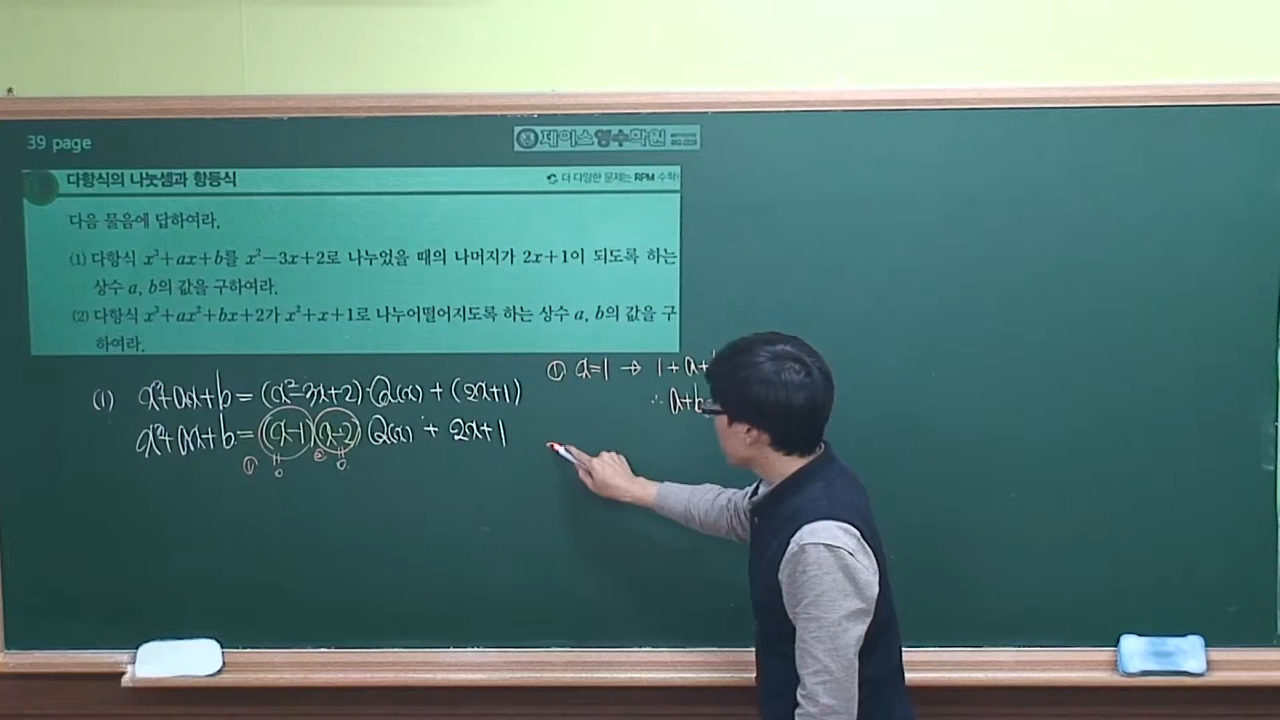 39 page
제이스영수학원
다항식의 나눗셈과 항등식
더 다양한 문제는 RPM 수학
다음 물음에 답하여라.
(1) 다항식 x³+ax+b를 x²-3x+2로 나누었을 때의 나머지가 2x+1이 되도록 하는
상수 a, b의 값을 구하여라.
(2) 다항식 x³+ax²+bx+2가 x²+x+1로 나누어떨어지도록 하는 상수 a, b의 값을 구
하여라.
(1) x³+ax+b = (x²-3x+2)·Q(x) + (2x+1)
x³+ax+b = (x-1)(x-2) Q(x) + 2x+1
① 0 ② 0
① x=1 → 1+a+
∴ a+b